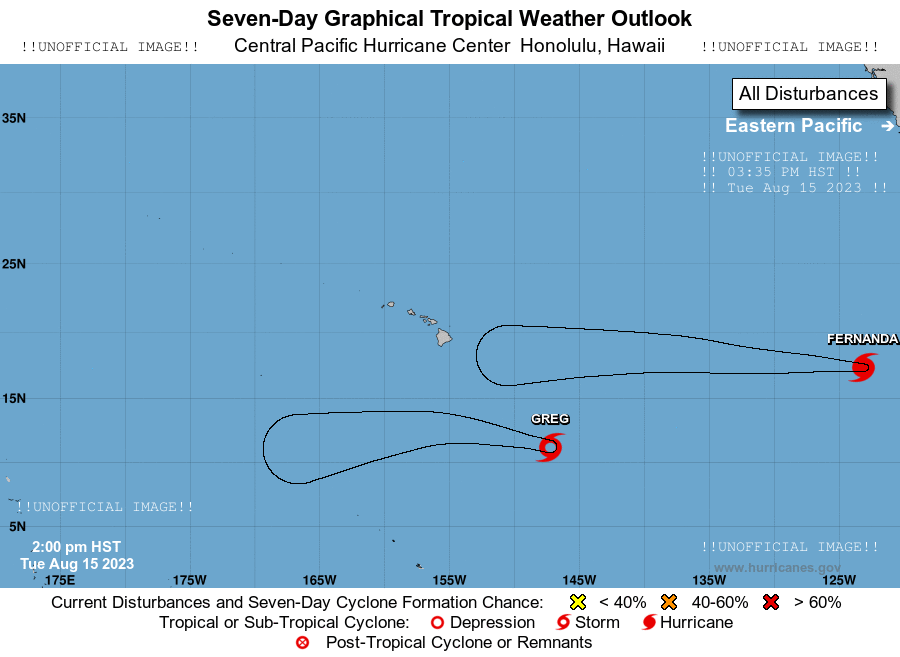 Seven-Day Graphical Tropical Weather Outlook
!!UNOFFICIAL IMAGE!! Central Pacific Hurricane Center Honolulu, Hawaii !!UNOFFICIAL IMAGE!!
All Disturbances
35N
Eastern Pacific
!!UNOFFICIAL IMAGE!!
!! 03:35 PM HST !!
!! Tue Aug 15 2023 !!
25N
FERNANDA
15N
GREG
!!UNOFFICIAL IMAGE!!
5N
2:00 pm HST
Tue Aug 15 2023
!!UNOFFICIAL IMAGE!!
www.hurricanes.gov
175E 175W 165W 155W 145W 135W 125W
Current Disturbances and Seven-Day Cyclone Formation Chance: < 40% 40-60% > 60%
Tropical or Sub-Tropical Cyclone: Depression Storm Hurricane
Post-Tropical Cyclone or Remnants